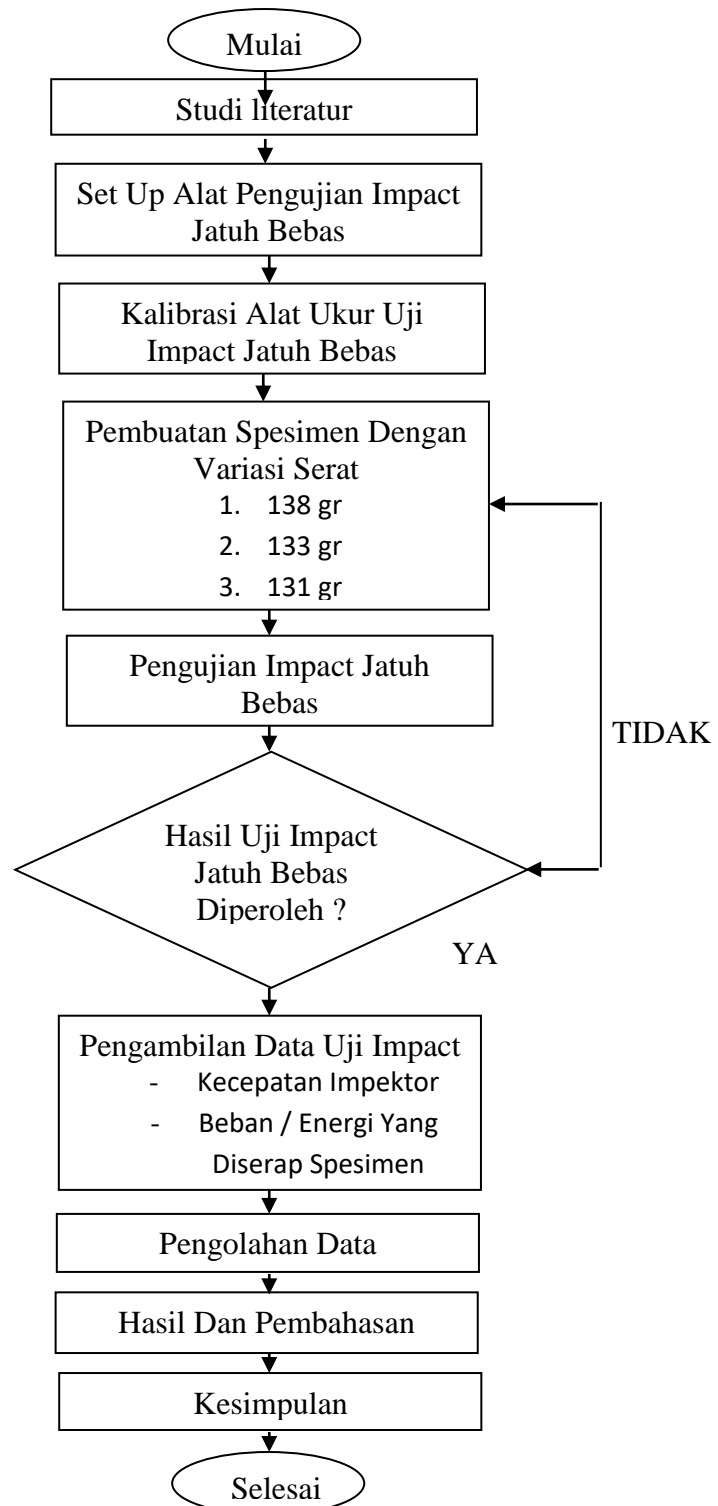 Mulai
Studi literatur
Set Up Alat Pengujian Impact
Jatuh Bebas
Kalibrasi Alat Ukur Uji
Impact Jatuh Bebas
Pembuatan Spesimen Dengan
Variasi Serat
1. 138 gr
2. 133 gr
3. 131 gr
Pengujian Impact Jatuh
Bebas
TIDAK
Hasil Uji Impact
Jatuh Bebas
Diperoleh ?
YA
Pengambilan Data Uji Impact
- Kecepatan Impektor
- Beban / Energi Yang
Diserap Spesimen
Pengolahan Data
Hasil Dan Pembahasan
Kesimpulan
Selesai